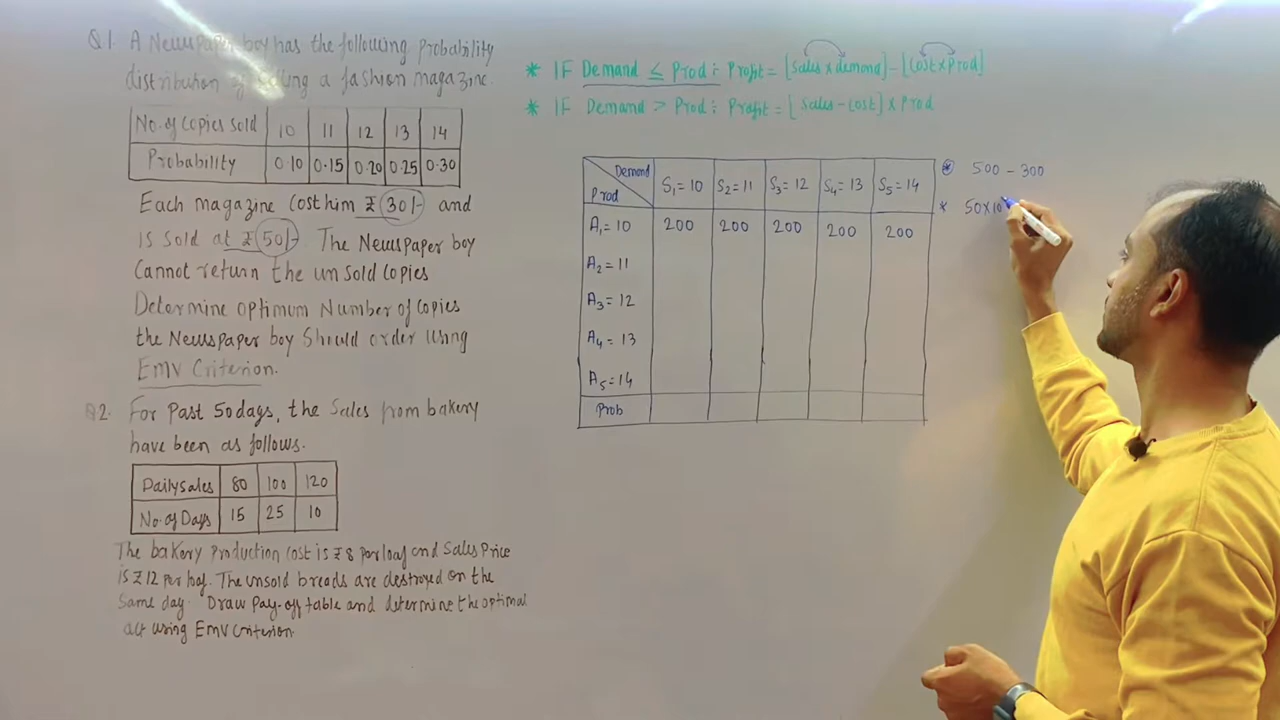 Q1. A Newspaper boy has the following Probability
distribution of selling a fashion magazine.
No. of Copies Sold 10 11 12 13 14
Probability 0.10 0.15 0.20 0.25 0.30
Each magazine Cost him ₹ 30/- and
is Sold at ₹ 50/- The Newspaper boy
Cannot return the un sold Copies
Determine optimum Number of Copies
the Newspaper boy Should order Using
EMV Criterion.
Q2. For Past 50 days, the Sales from bakery
have been as follows.
Daily sales 80 100 120
No. of Days 15 25 10
The bakery Production Cost is ₹ 8 Per loaf and Sales Price
is ₹ 12 Per loaf. The unsold breads are destroyed on the
Same day. Draw Pay-off table and determine the optimal
act using EMV Criterion.
* IF Demand ≤ Prod : Profit = [Sales × demand] - [Cost × Prod]
* IF Demand > Prod : Profit = [Sales - Cost] × Prod
Demand
Prod
S₁ = 10 S₂ = 11 S₃ = 12 S₄ = 13 S₅ = 14
A₁ = 10 200 200 200 200 200
A₂ = 11
A₃ = 12
A₄ = 13
A₅ = 14
Prob
* 500 - 300
* 50×10